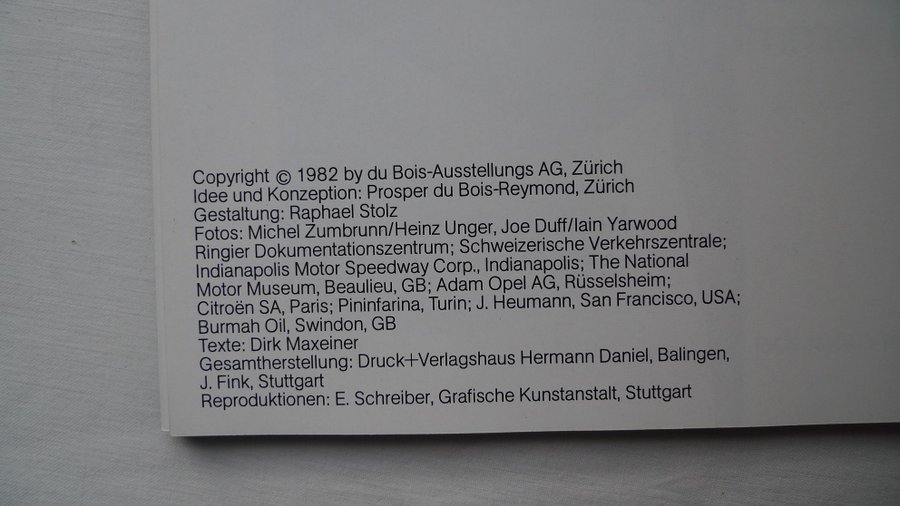 Copyright © 1982 by du Bois-Ausstellungs AG, Zürich
Idee und Konzeption: Prosper du Bois-Reymond, Zürich
Gestaltung: Raphael Stolz
Fotos: Michel Zumbrunn/Heinz Unger, Joe Duff/Iain Yarwood
Ringier Dokumentationszentrum; Schweizerische Verkehrszentrale;
Indianapolis Motor Speedway Corp., Indianapolis; The National
Motor Museum, Beaulieu, GB; Adam Opel AG, Rüsselsheim;
Citroën SA, Paris; Pininfarina, Turin; J. Heumann, San Francisco, USA;
Burmah Oil, Swindon, GB
Texte: Dirk Maxeiner
Gesamtherstellung: Druck+Verlagshaus Hermann Daniel, Balingen,
J. Fink, Stuttgart
Reproduktionen: E. Schreiber, Grafische Kunstanstalt, Stuttgart